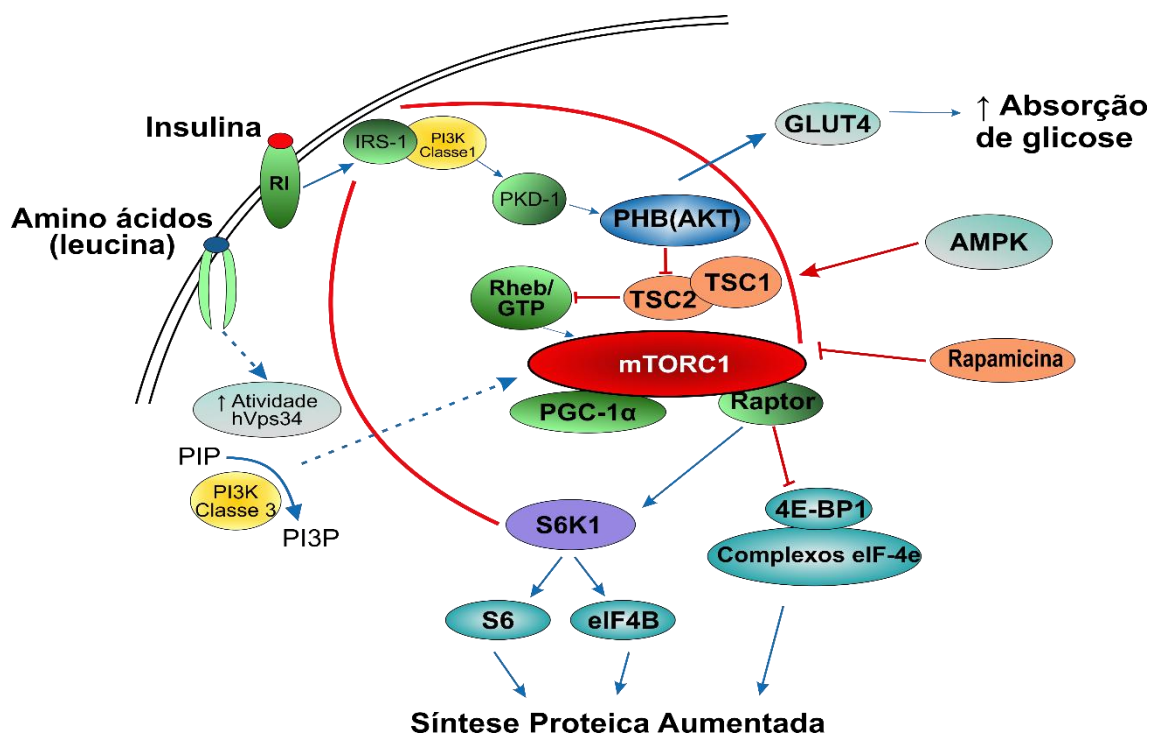 Insulina
RI
IRS-1
PI3K
Classe1
PKD-1
PHB(AKT)
GLUT4
↑ Absorção
de glicose
Amino ácidos
(leucina)
AMPK
TSC2
TSC1
Rheb/
GTP
mTORC1
Rapamicina
PGC-1α
Raptor
↑ Atividade
hVps34
PIP
PI3K
Classe 3
PI3P
S6K1
4E-BP1
Complexos eIF-4e
S6
eIF4B
Síntese Proteica Aumentada